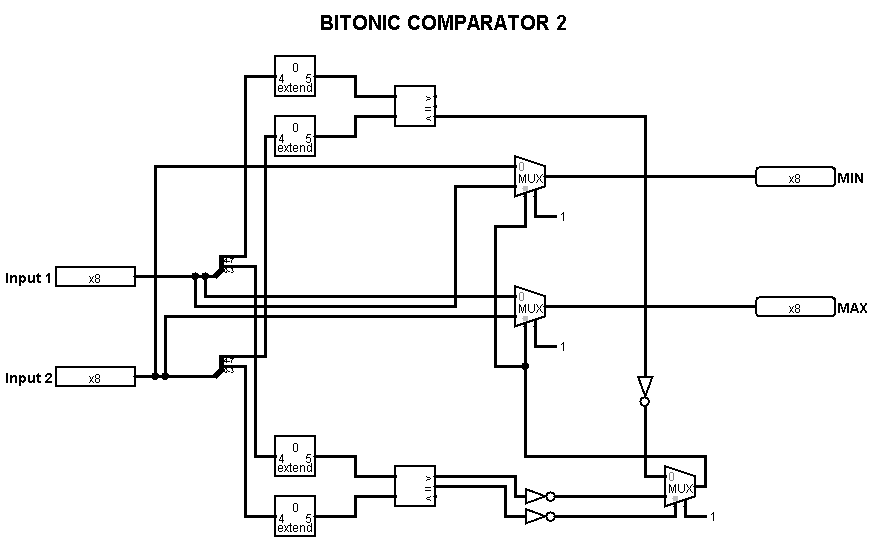 BITONIC COMPARATOR 2
0
4 5
extend
>
=
<
0
4 5
extend
0
MUX
x8 MIN
1
4-7
0-3
Input 1 x8
0
MUX
x8 MAX
1
4-7
0-3
Input 2 x8
0
4 5
extend
>
=
<
0
MUX
0
4 5
extend
1